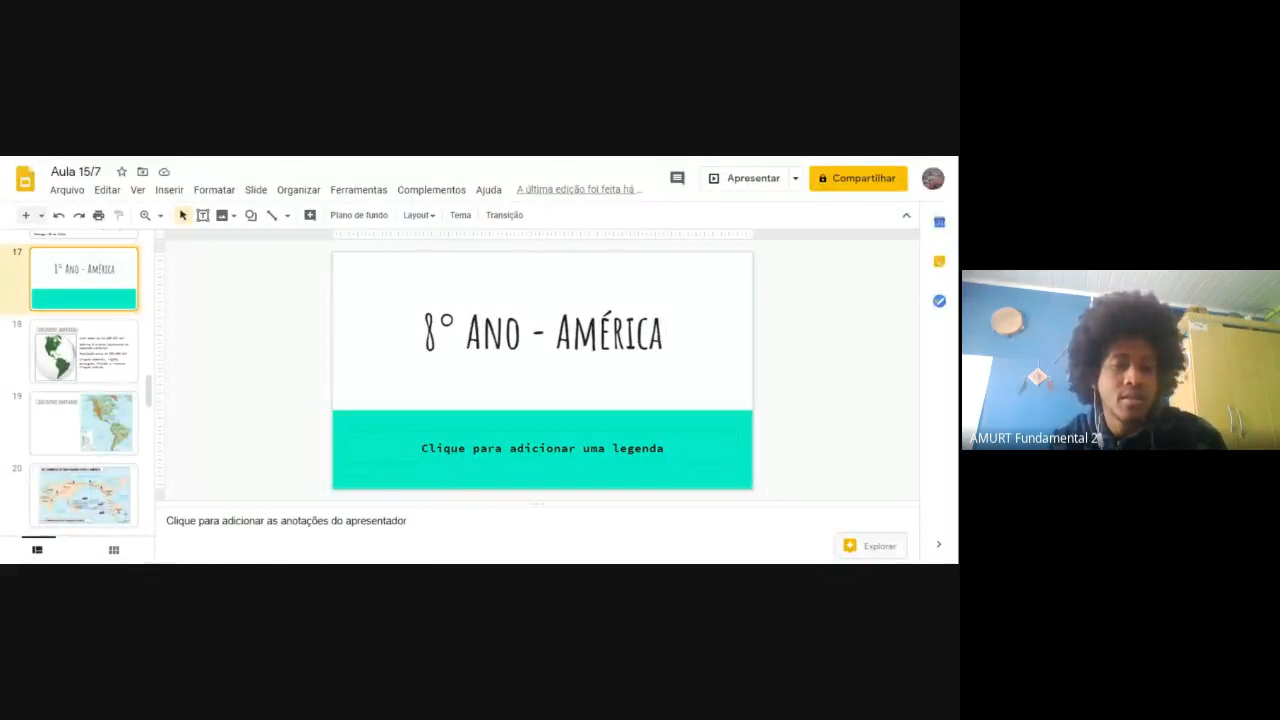 Aula 15/7
Arquivo Editar Ver Inserir Formatar Slide Organizar Ferramentas Complementos Ajuda A última edição foi feita há ...
Apresentar
Compartilhar
Plano de fundo Layout Tema Transição
17
8º Ano - América
18
19
20
8º Ano - América
Clique para adicionar uma legenda
Clique para adicionar as anotações do apresentador
Explorar
AMURT Fundamental 2